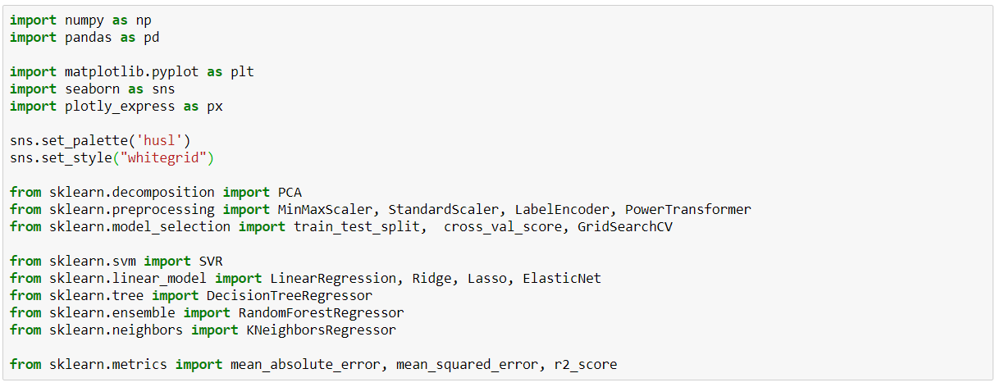 import numpy as np
import pandas as pd
import matplotlib.pyplot as plt
import seaborn as sns
import plotly_express as px
sns.set_palette('husl')
sns.set_style("whitegrid")
from sklearn.decomposition import PCA
from sklearn.preprocessing import MinMaxScaler, StandardScaler, LabelEncoder, PowerTransformer
from sklearn.model_selection import train_test_split,  cross_val_score, GridSearchCV
from sklearn.svm import SVR
from sklearn.linear_model import LinearRegression, Ridge, Lasso, ElasticNet
from sklearn.tree import DecisionTreeRegressor
from sklearn.ensemble import RandomForestRegressor
from sklearn.neighbors import KNeighborsRegressor
from sklearn.metrics import mean_absolute_error, mean_squared_error, r2_score